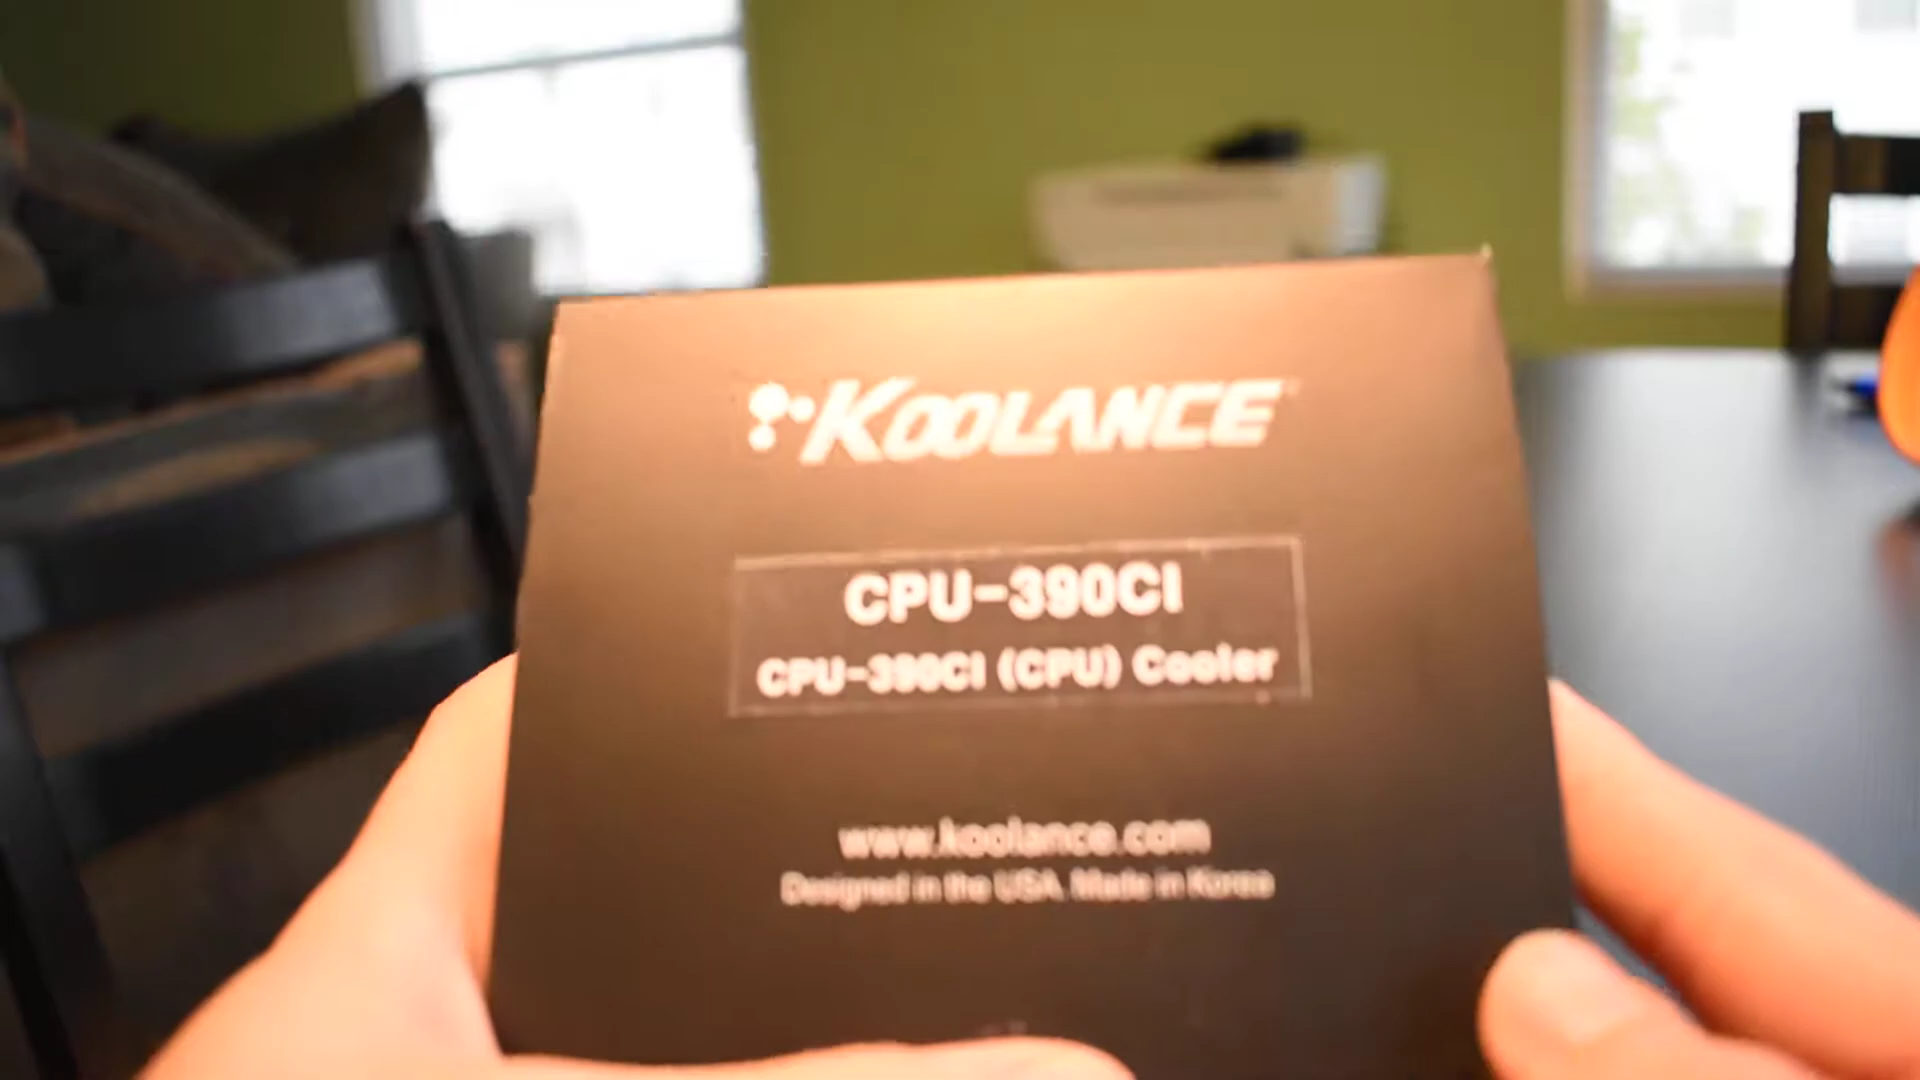 KOOLANCE
CPU-390CI
CPU-390CI (CPU) Cooler
www.koolance.com
Designed in the USA. Made in Korea